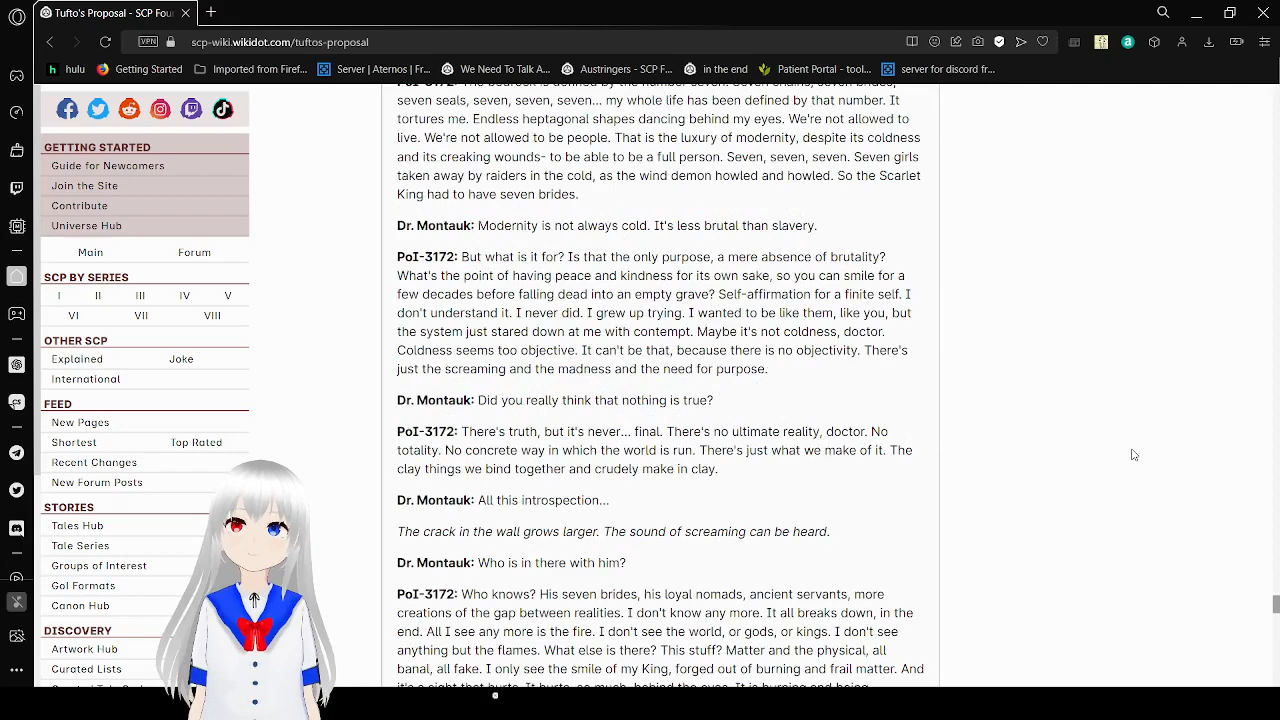 Tufto's Proposal - SCP Fou
VPN
scp-wiki.wikidot.com/tuftos-proposal
hulu
Getting Started
Imported from Firef...
Server | Aternos | Fr...
We Need To Talk A...
Austringers - SCP F...
in the end
Patient Portal - tool...
server for discord fr...
GETTING STARTED
Guide for Newcomers
Join the Site
Contribute
Universe Hub
Main Forum
SCP BY SERIES
I II III IV V
VI VII VIII
OTHER SCP
Explained Joke
International
FEED
New Pages
Shortest Top Rated
Recent Changes
New Forum Posts
STORIES
Tales Hub
Tale Series
Groups of Interest
GoI Formats
Canon Hub
DISCOVERY
Artwork Hub
Curated Lists
seven seals, seven, seven, seven... my whole life has been defined by that number. It
tortures me. Endless heptagonal shapes dancing behind my eyes. We're not allowed to
live. We're not allowed to be people. That is the luxury of modernity, despite its coldness
and its creaking wounds- to be able to be a full person. Seven, seven, seven. Seven girls
taken away by raiders in the cold, as the wind demon howled and howled. So the Scarlet
King had to have seven brides.
Dr. Montauk: Modernity is not always cold. It's less brutal than slavery.
PoI-3172: But what is it for? Is that the only purpose, a mere absence of brutality?
What's the point of having peace and kindness for its own sake, so you can smile for a
few decades before falling dead into an empty grave? Self-affirmation for a finite self. I
don't understand it. I never did. I grew up trying. I wanted to be like them, like you, but
the system just stared down at me with contempt. Maybe it's not coldness, doctor.
Coldness seems too objective. It can't be that, because there is no objectivity. There's
just the screaming and the madness and the need for purpose.
Dr. Montauk: Did you really think that nothing is true?
PoI-3172: There's truth, but it's never... final. There's no ultimate reality, doctor. No
totality. No concrete way in which the world is run. There's just what we make of it. The
clay things we bind together and crudely make in clay.
Dr. Montauk: All this introspection...
The crack in the wall grows larger. The sound of screaming can be heard.
Dr. Montauk: Who is in there with him?
PoI-3172: Who knows? His seven brides, his loyal nomads, ancient servants, more
creations of the gap between realities. I don't know any more. It all breaks down, in the
end. All I see any more is the fire. I don't see the world, or gods, or kings. I don't see
anything but the flames. What else is there? This stuff? Matter and the physical, all
banal, all fake. I only see the smile of my King, forged out of burning and frail matter. And